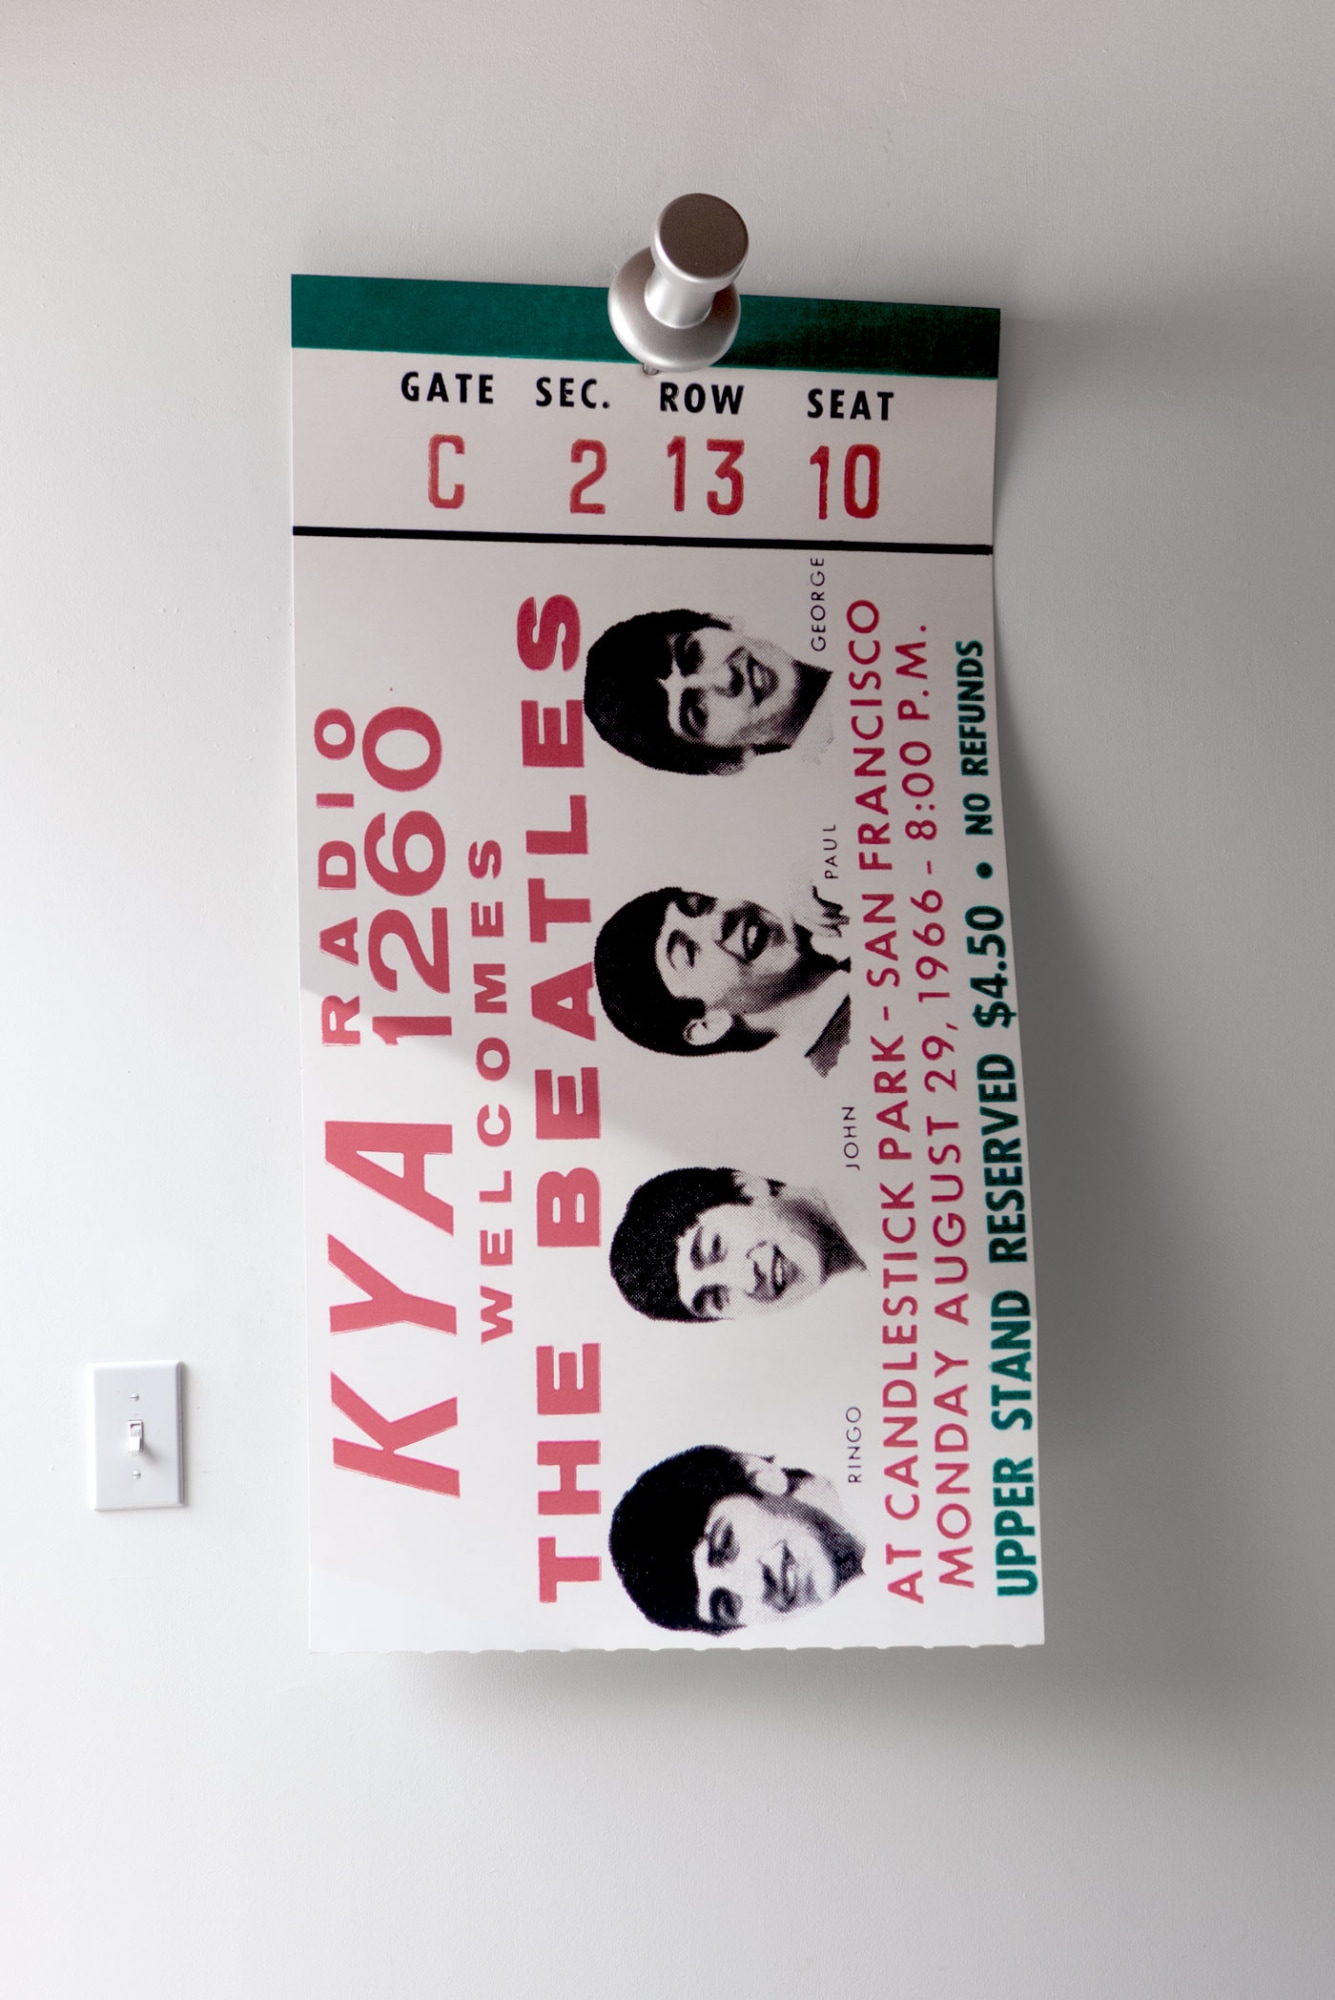 GATE SEC. ROW SEAT
C 2 13 10
KYA RADIO
1260
WELCOMES
THE BEATLES
RINGO JOHN PAUL GEORGE
AT CANDLESTICK PARK - SAN FRANCISCO
MONDAY AUGUST 29, 1966 - 8:00 P.M.
UPPER STAND RESERVED $4.50 • NO REFUNDS